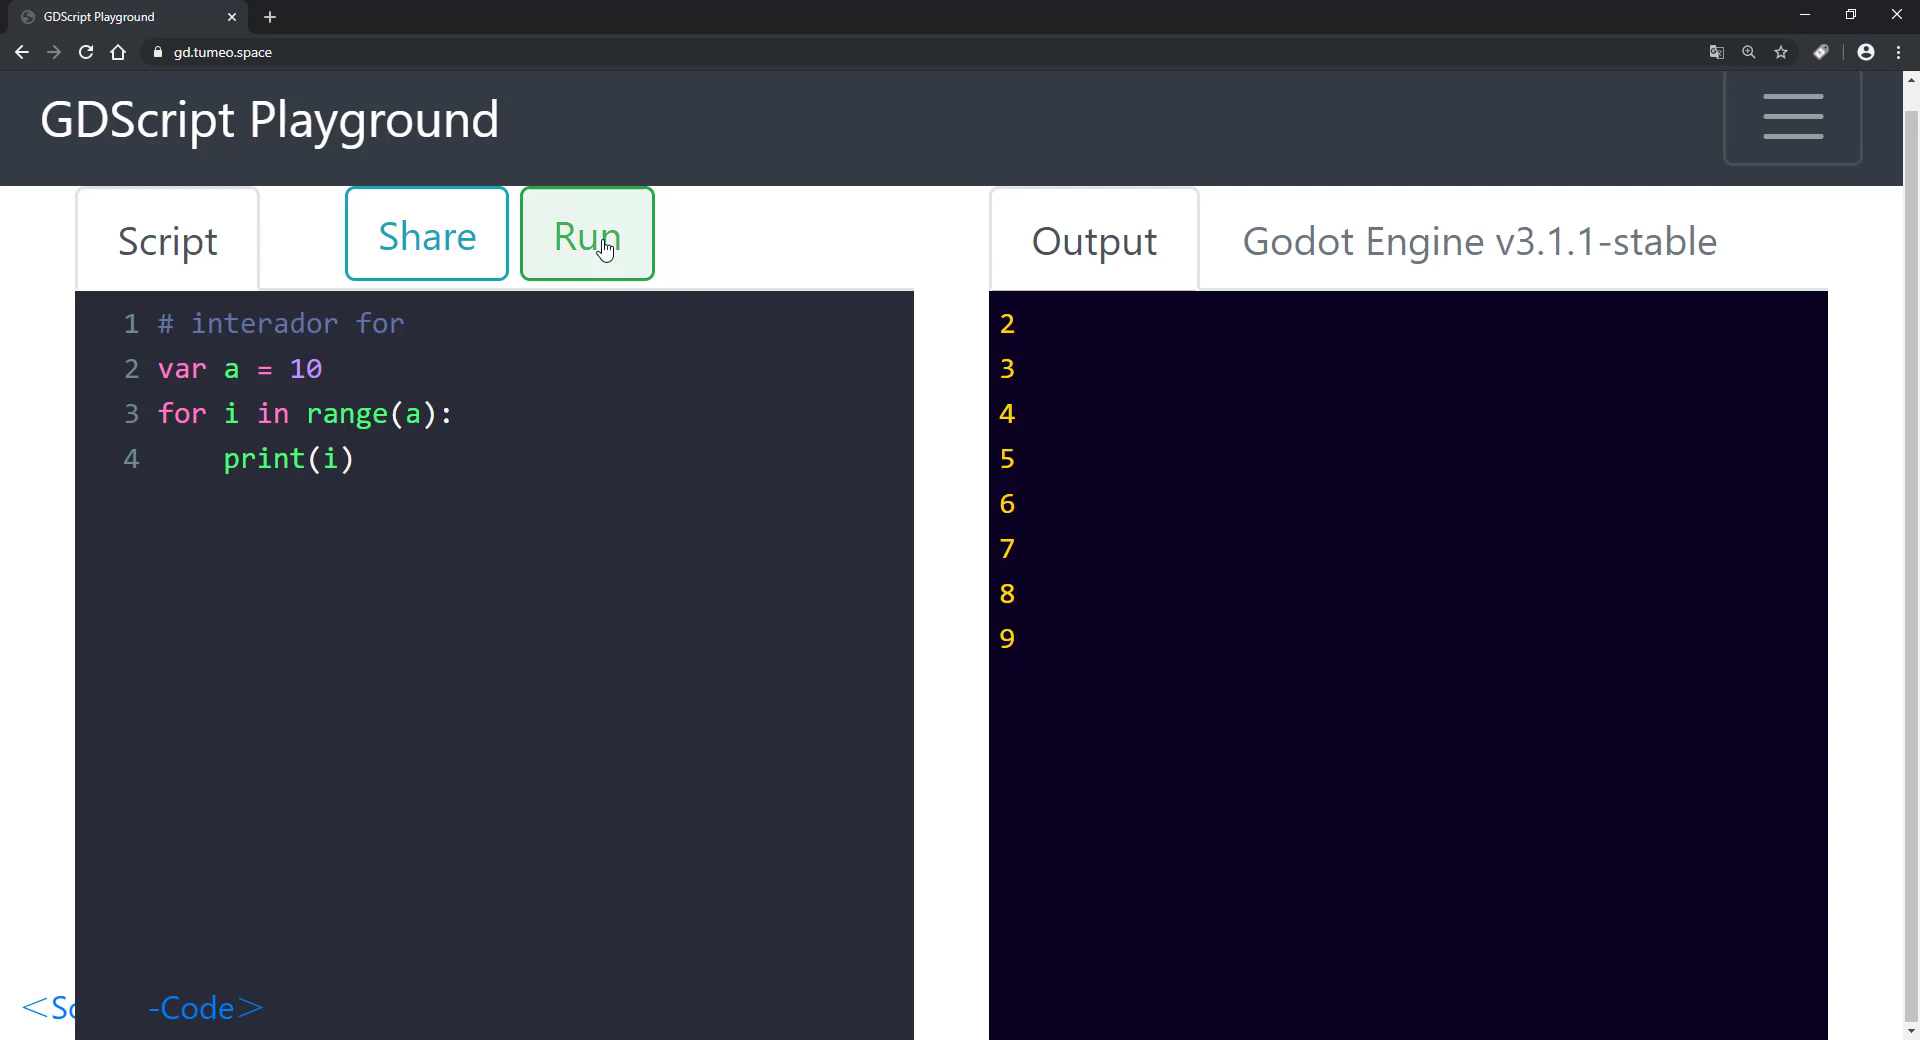 GDScript Playground
gd.tumeo.space
GDScript Playground
Script
Share
Run
1 # interador for
2 var a = 10
3 for i in range(a):
4     print(i)
Output
Godot Engine v3.1.1-stable
2
3
4
5
6
7
8
9
<So -Code>